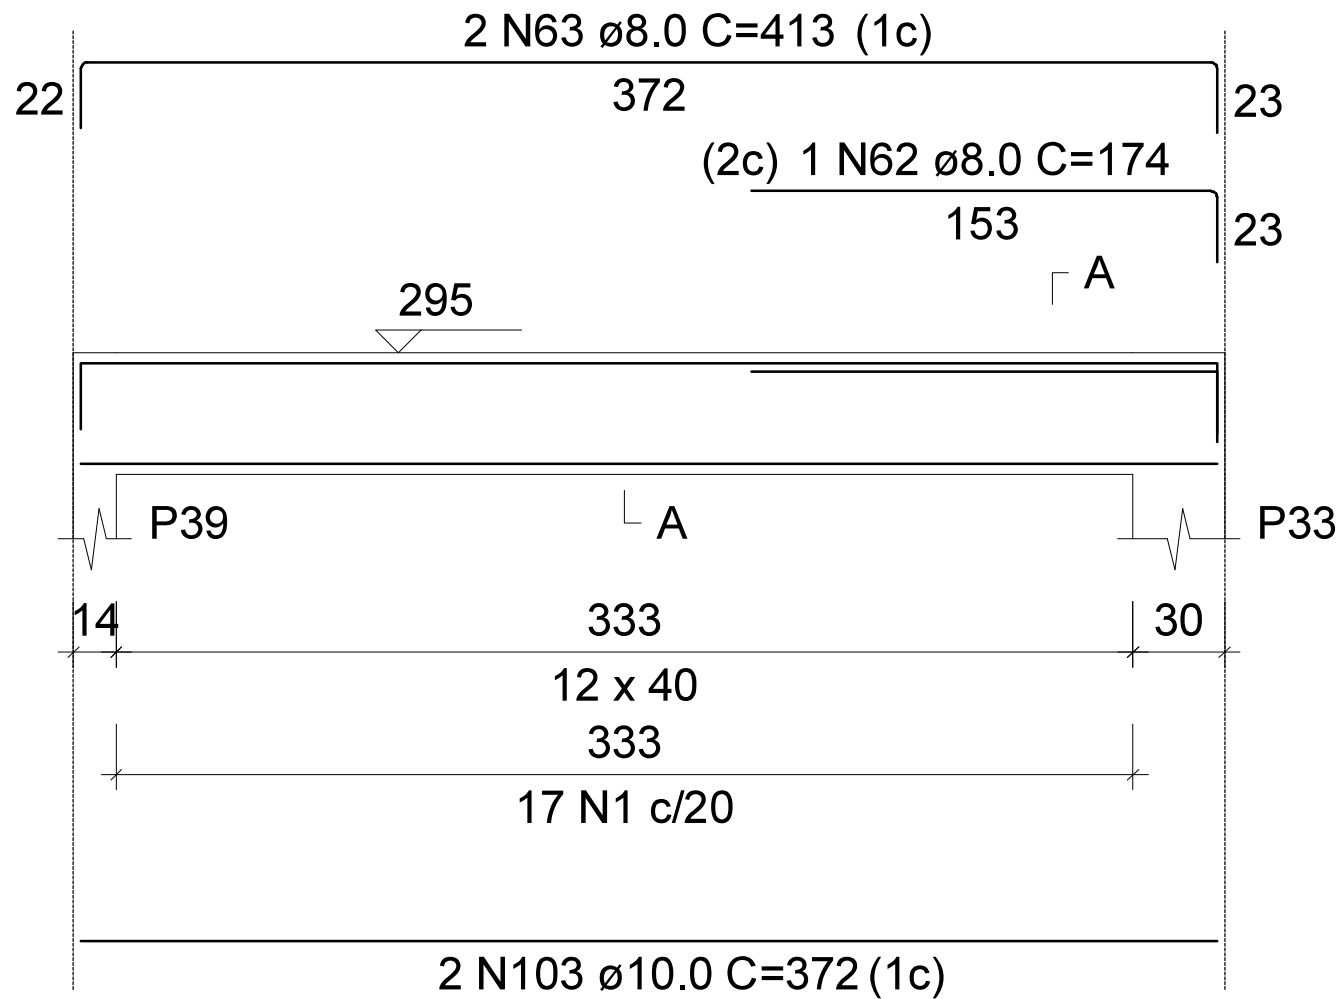 2 N63 ø8.0 C=413 (1c)
22
372
23
(2c) 1 N62 ø8.0 C=174
153
23
A
295
P39
A
P33
14
333
30
12 x 40
333
17 N1 c/20
2 N103 ø10.0 C=372 (1c)